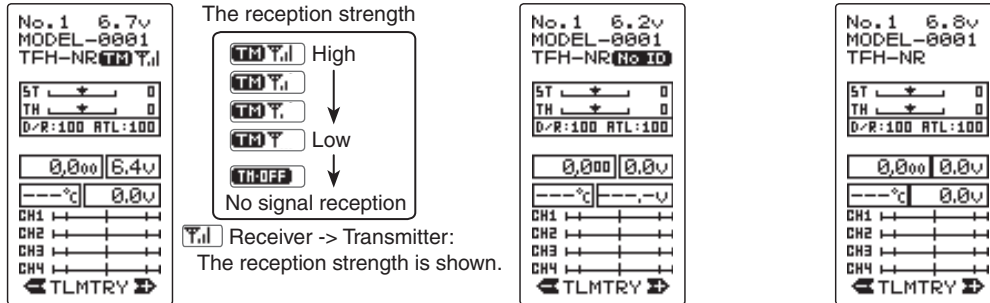 No.1 6.7v
MODEL-0001
TFH-NR TM
ST 0
TH 0
D/R:100 ATL:100
0,000 6.4v
---°c 0.0v
CH1
CH2
CH3
CH4
TLMTRY
The reception strength
TM High
TM
TM
TM Low
TM-OFF
No signal reception
Receiver -> Transmitter:
The reception strength is shown.
No.1 6.2v
MODEL-0001
TFH-NR No ID
ST 0
TH 0
D/R:100 ATL:100
0,000 0.0v
---°c ---.-v
CH1
CH2
CH3
CH4
TLMTRY
No.1 6.8v
MODEL-0001
TFH-NR
ST 0
TH 0
D/R:100 ATL:100
0,000 0.0v
---°c 0.0v
CH1
CH2
CH3
CH4
TLMTRY